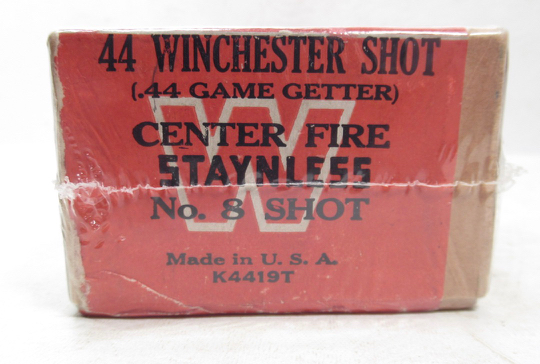 44 WINCHESTER SHOT
(.44 GAME GETTER)
CENTER FIRE
STAYNLESS
No. 8 SHOT
Made in U. S. A.
K4419T